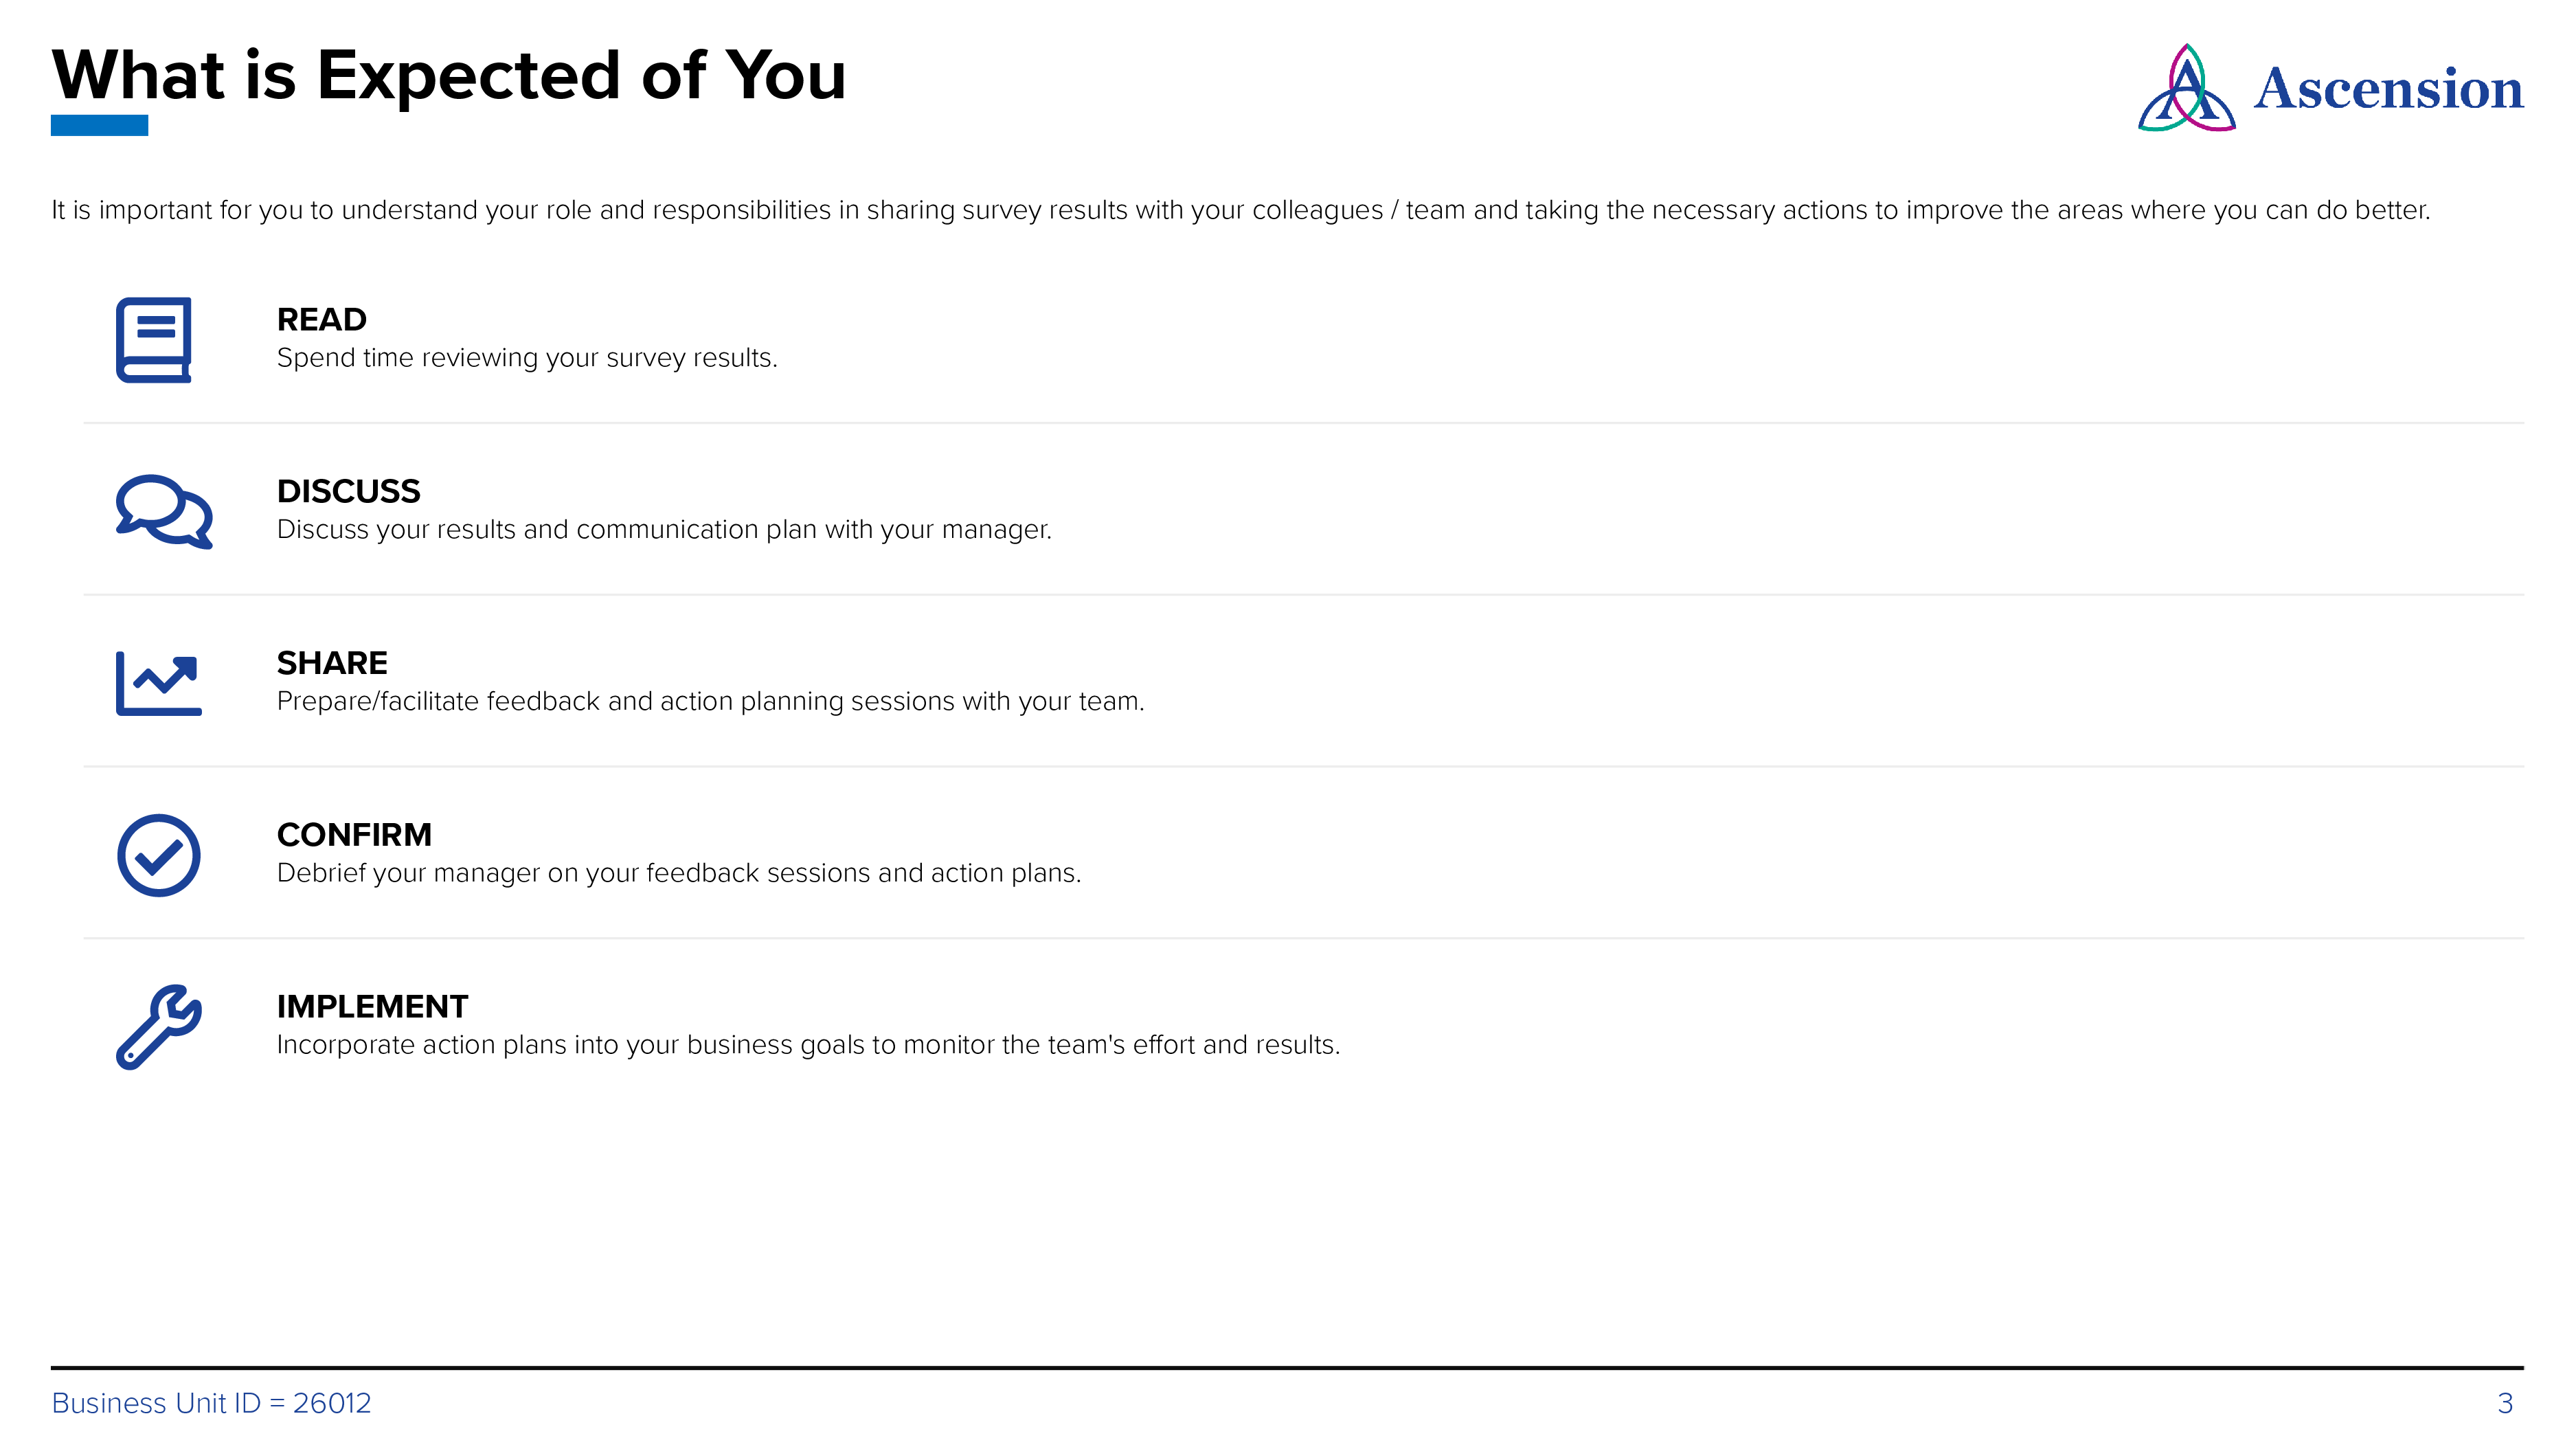 What is Expected of You
Ascension
It is important for you to understand your role and responsibilities in sharing survey results with your colleagues / team and taking the necessary actions to improve the areas where you can do better.
READ
Spend time reviewing your survey results.
DISCUSS
Discuss your results and communication plan with your manager.
SHARE
Prepare/facilitate feedback and action planning sessions with your team.
CONFIRM
Debrief your manager on your feedback sessions and action plans.
IMPLEMENT
Incorporate action plans into your business goals to monitor the team's effort and results.
Business Unit ID = 26012
3